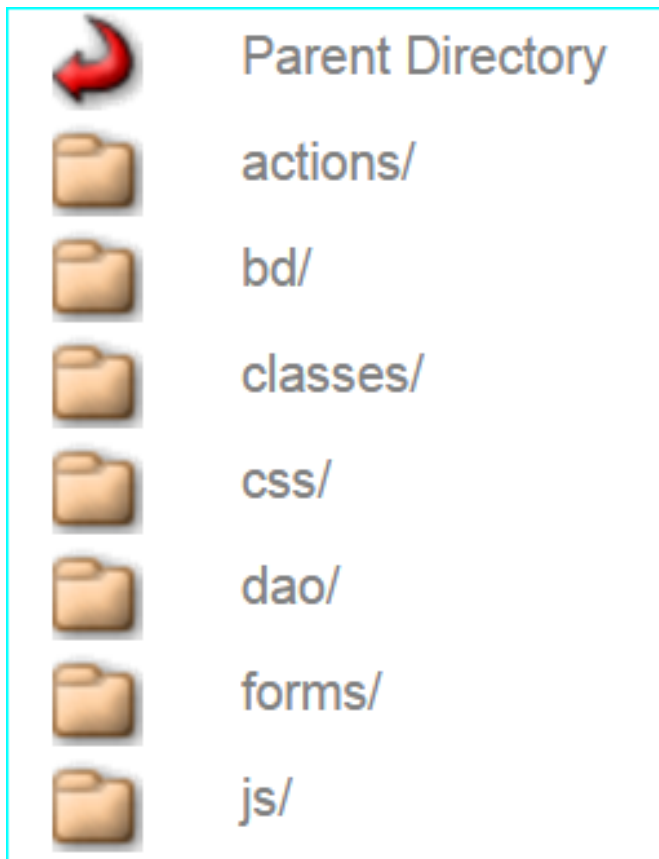 Parent Directory
actions/
bd/
classes/
css/
dao/
forms/
js/